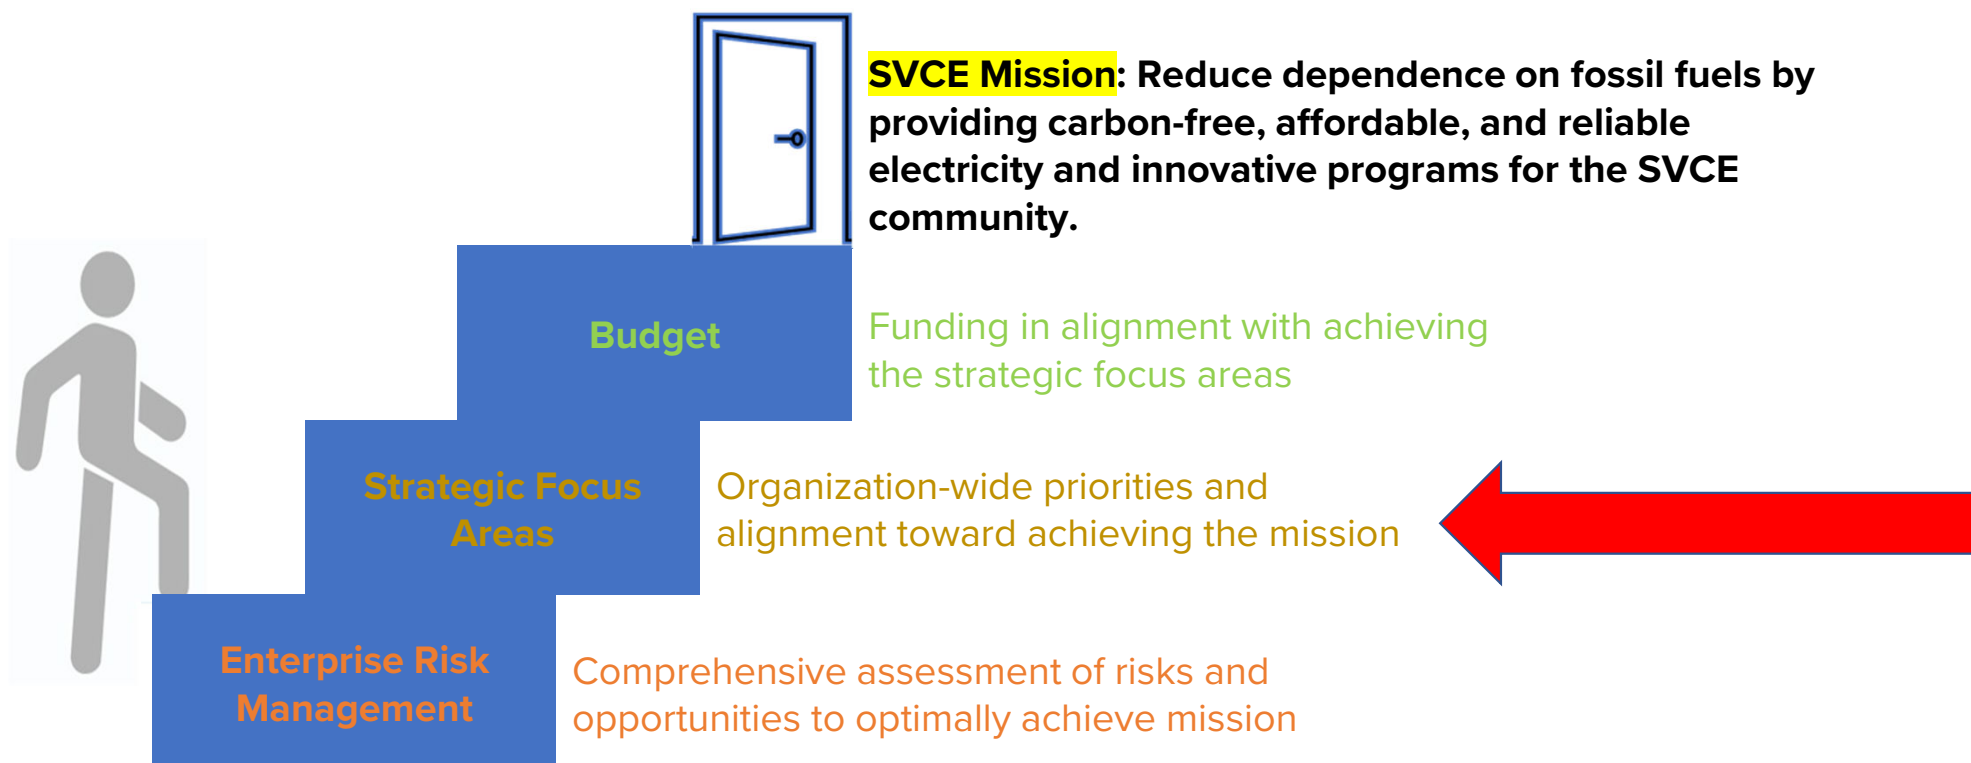 SVCE Mission: Reduce dependence on fossil fuels by
providing carbon-free, affordable, and reliable
electricity and innovative programs for the SVCE
community.
Budget
Funding in alignment with achieving
the strategic focus areas
Strategic Focus
Areas
Organization-wide priorities and
alignment toward achieving the mission
Enterprise Risk
Management
Comprehensive assessment of risks and
opportunities to optimally achieve mission